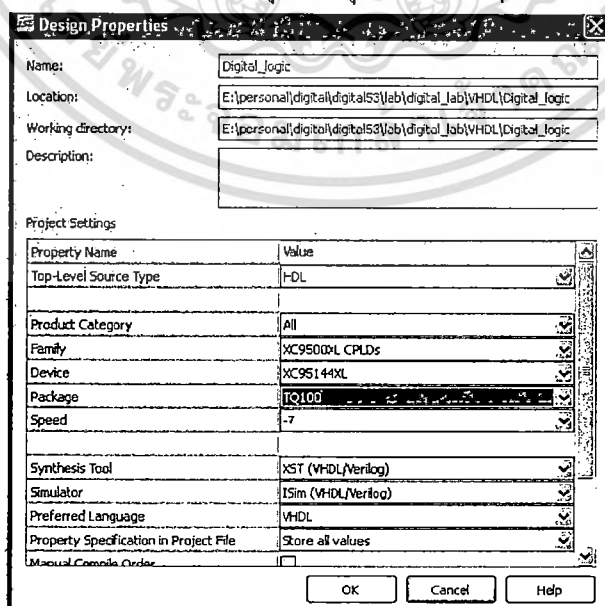 Design Properties
Name: Digital_logic
Location: E:\personal\digital\digital53\lab\digital_lab\VHDL\Digital_logic
Working directory: E:\personal\digital\digital53\lab\digital_lab\VHDL\Digital_logic
Description:
Project Settings
Property Name Value
Top-Level Source Type HDL
Product Category All
Family XC9500XL CPLDs
Device XC95144XL
Package TQ100
Speed -7
Synthesis Tool XST (VHDL/Verilog)
Simulator ISim (VHDL/Verilog)
Preferred Language VHDL
Property Specification in Project File Store all values
Manual Compile Order
OK Cancel Help